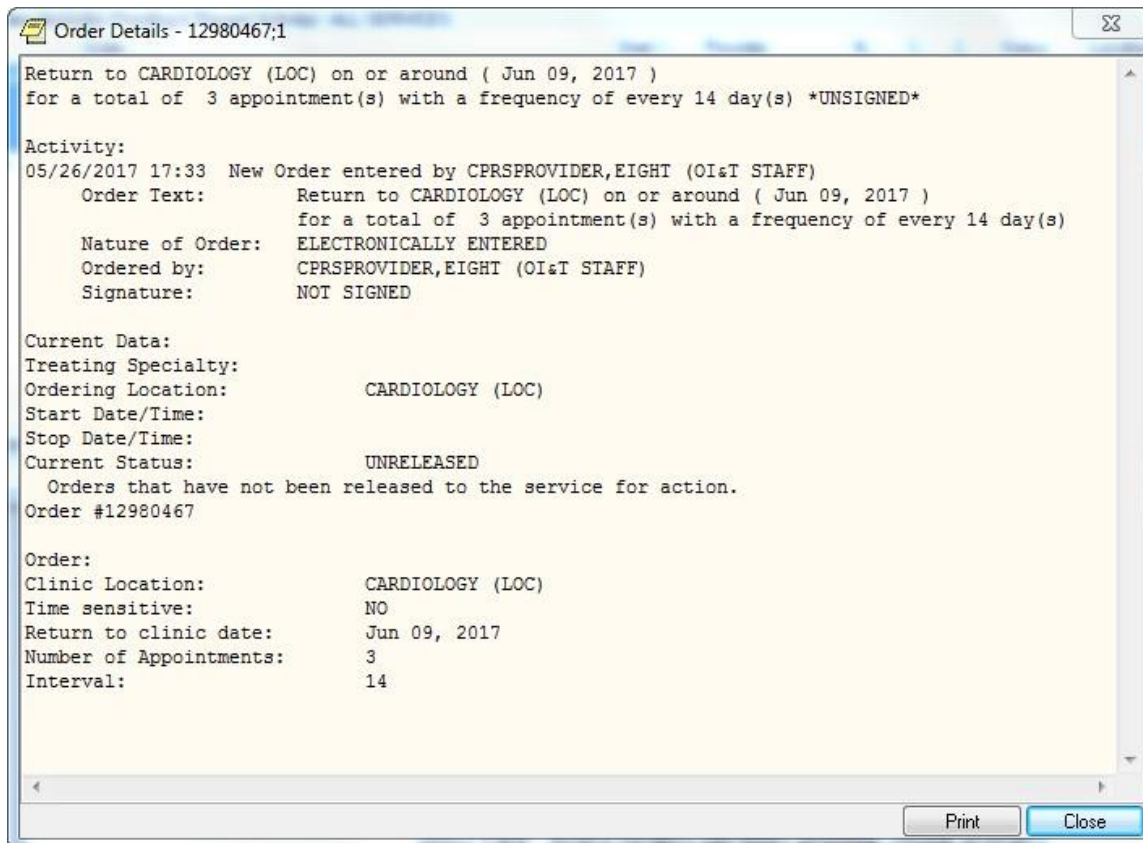 Order Details - 12980467;1
Return to CARDIOLOGY (LOC) on or around ( Jun 09, 2017 )
for a total of  3 appointment(s) with a frequency of every 14 day(s) *UNSIGNED*
Activity:
05/26/2017 17:33  New Order entered by CPRSPROVIDER,EIGHT (OI&T STAFF)
Order Text:        Return to CARDIOLOGY (LOC) on or around ( Jun 09, 2017 )
for a total of  3 appointment(s) with a frequency of every 14 day(s)
Nature of Order:   ELECTRONICALLY ENTERED
Ordered by:        CPRSPROVIDER,EIGHT (OI&T STAFF)
Signature:         NOT SIGNED
Current Data:
Treating Specialty:
Ordering Location:            CARDIOLOGY (LOC)
Start Date/Time:
Stop Date/Time:
Current Status:               UNRELEASED
Orders that have not been released to the service for action.
Order #12980467
Order:
Clinic Location:              CARDIOLOGY (LOC)
Time sensitive:               NO
Return to clinic date:        Jun 09, 2017
Number of Appointments:       3
Interval:                     14
Print Close